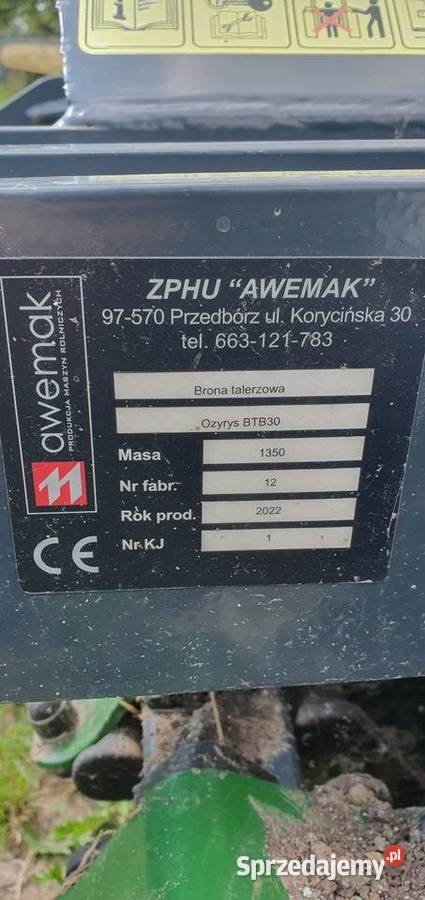 ZPHU "AWEMAK"
97-570 Przedbórz ul. Korycińska 30
tel. 663-121-783
awemak
PRODUKCJA MASZYN ROLNICZYCH
Brona talerzowa
Ozyrys BTB30
Masa 1350
Nr fabr. 12
Rok prod. 2022
Nr KJ 1
CE
Sprzedajemy.pl